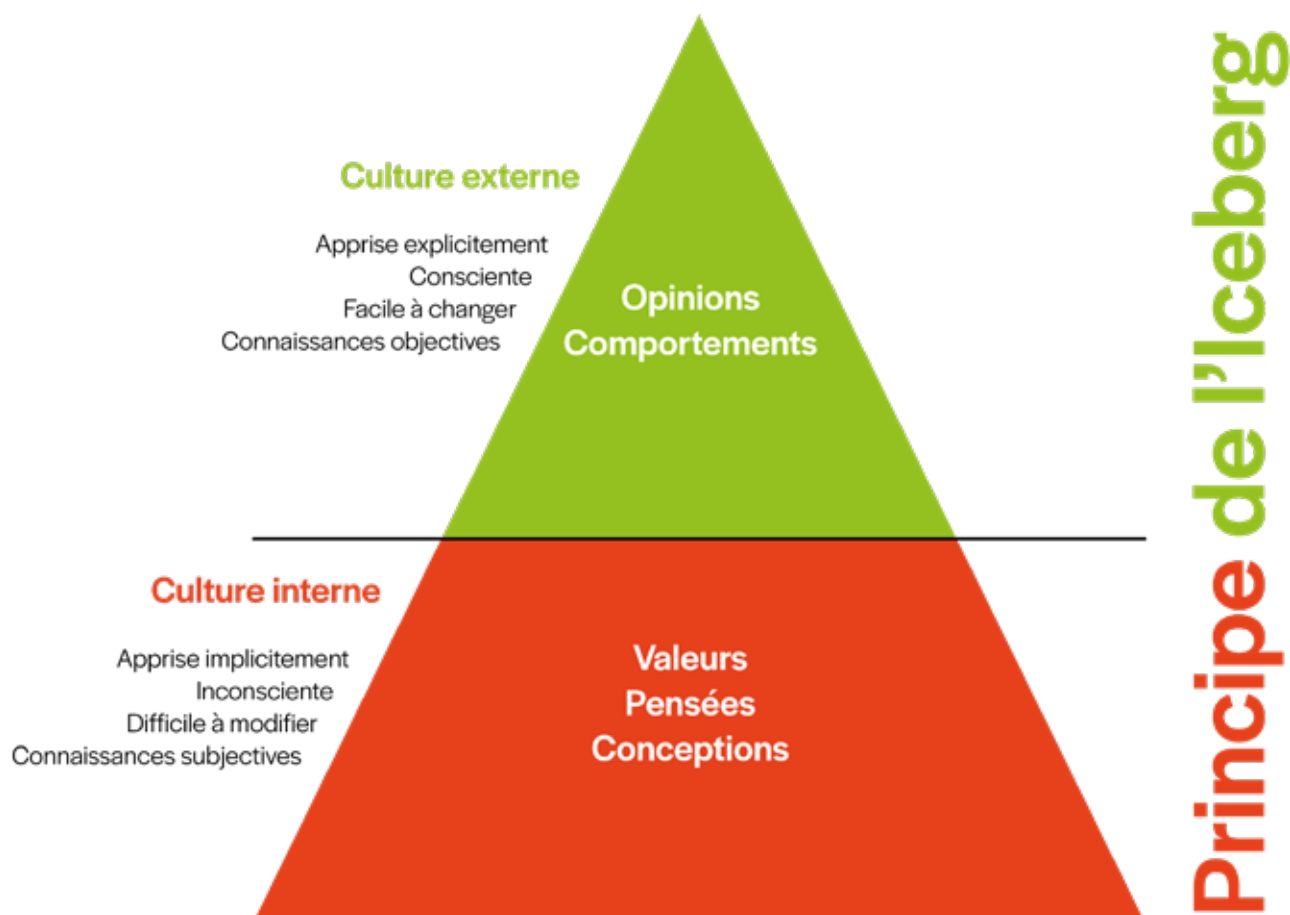 Culture externe
Apprise explicitement
Consciente
Facile à changer
Connaissances objectives
Opinions
Comportements
Culture interne
Apprise implicitement
Inconsciente
Difficile à modifier
Connaissances subjectives
Valeurs
Pensées
Conceptions
Principe de l'Iceberg